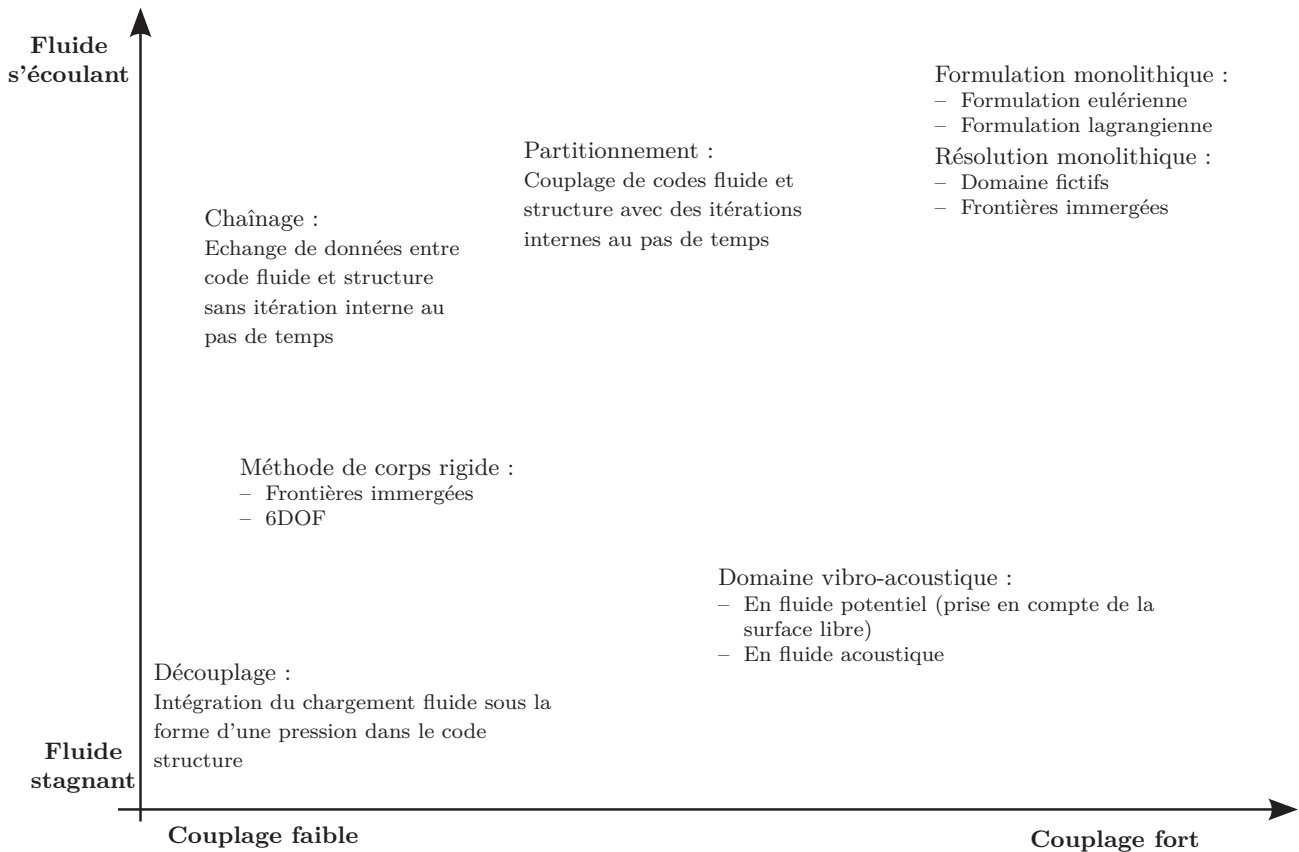 Fluide
s'écoulant
Formulation monolithique :
– Formulation eulérienne
– Formulation lagrangienne
Résolution monolithique :
– Domaine fictifs
– Frontières immergées
Partitionnement :
Couplage de codes fluide et
structure avec des itérations
internes au pas de temps
Chaînage :
Echange de données entre
code fluide et structure
sans itération interne au
pas de temps
Méthode de corps rigide :
– Frontières immergées
– 6DOF
Domaine vibro-acoustique :
– En fluide potentiel (prise en compte de la
surface libre)
– En fluide acoustique
Découplage :
Intégration du chargement fluide sous la
forme d'une pression dans le code
structure
Fluide
stagnant
Couplage faible
Couplage fort